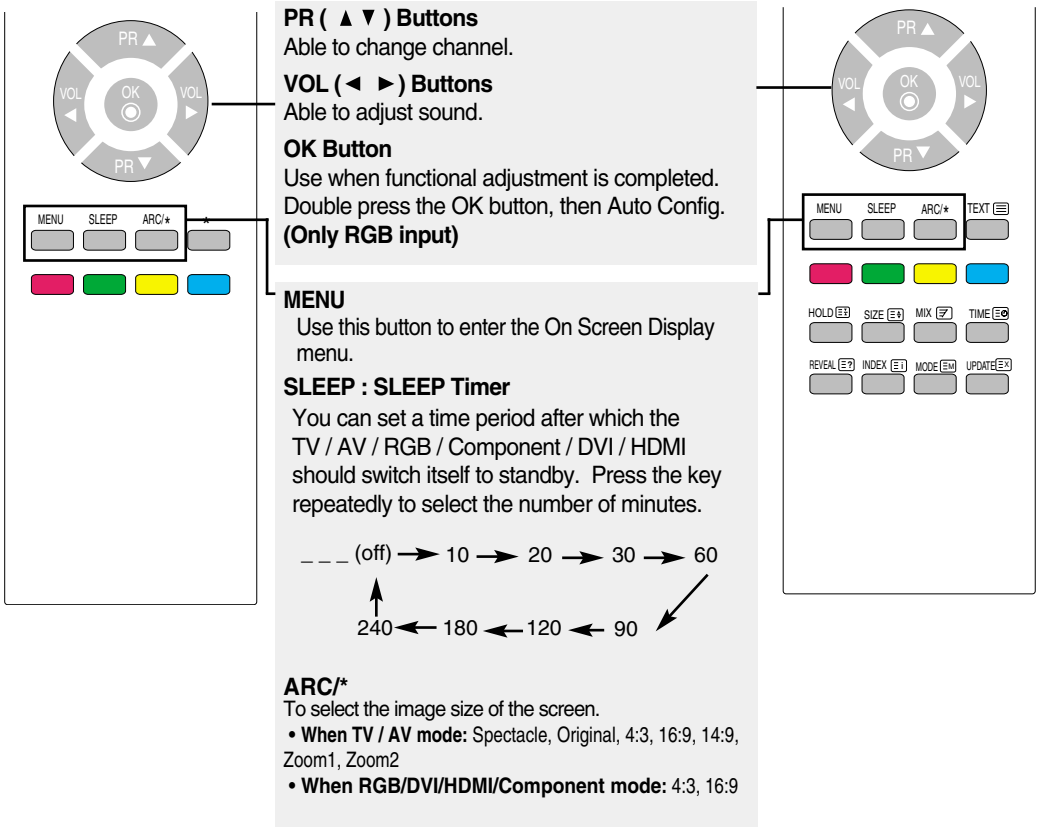 PR ▲
VOL ◀
OK
VOL ▶
PR ▼
MENU SLEEP ARC/* *
PR ( ▲ ▼ ) Buttons
Able to change channel.
VOL (◄ ►) Buttons
Able to adjust sound.
OK Button
Use when functional adjustment is completed.
Double press the OK button, then Auto Config.
(Only RGB input)
MENU
Use this button to enter the On Screen Display
menu.
SLEEP : SLEEP Timer
You can set a time period after which the
TV / AV / RGB / Component / DVI / HDMI
should switch itself to standby. Press the key
repeatedly to select the number of minutes.
_ _ _ (off) → 10 → 20 → 30 → 60
240 ← 180 ← 120 ← 90
ARC/*
To select the image size of the screen.
• When TV / AV mode: Spectacle, Original, 4:3, 16:9, 14:9,
Zoom1, Zoom2
• When RGB/DVI/HDMI/Component mode: 4:3, 16:9
PR ▲
VOL ◀
OK
VOL ▶
PR ▼
MENU SLEEP ARC/* TEXT
HOLD SIZE MIX TIME
REVEAL ? INDEX i MODE M UPDATE X